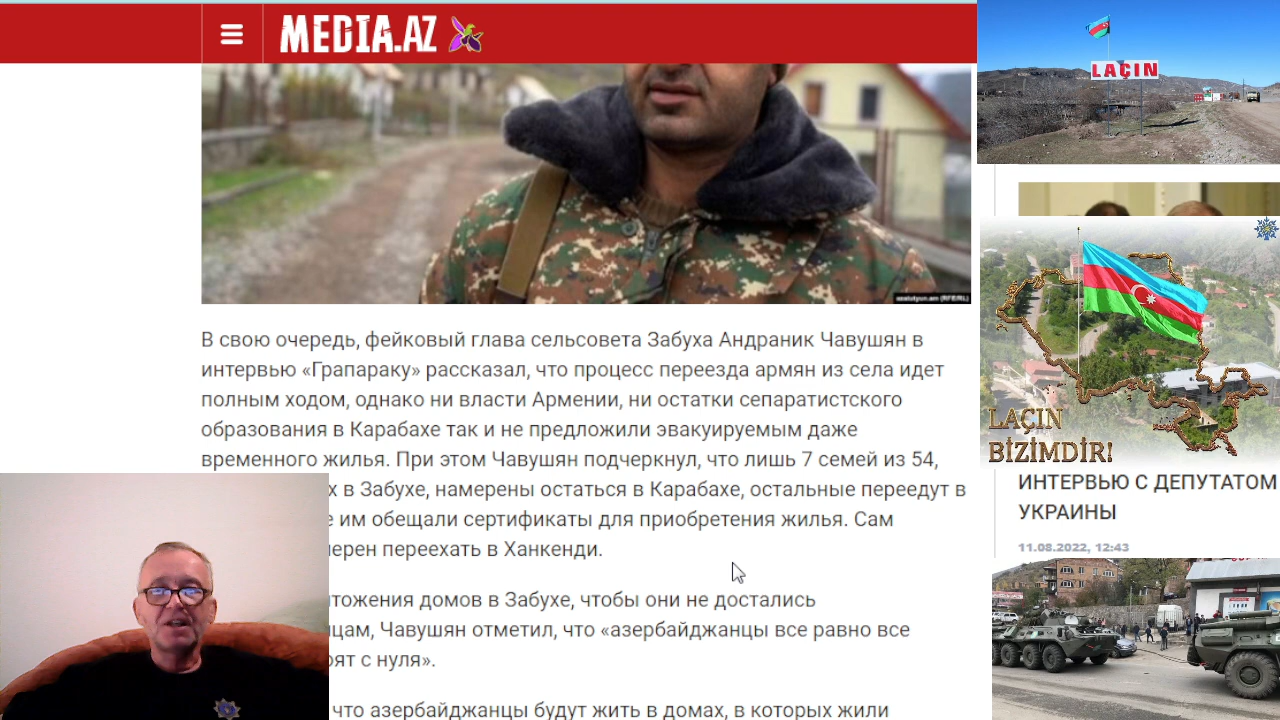 MEDIA.AZ
azatutyun.am (RFE/RL)
В свою очередь, фейковый глава сельсовета Забуха Андраник Чавушян в
интервью «Грапараку» рассказал, что процесс переезда армян из села идет
полным ходом, однако ни власти Армении, ни остатки сепаратистского
образования в Карабахе так и не предложили эвакуируемым даже
временного жилья. При этом Чавушян подчеркнул, что лишь 7 семей из 54,
х в Забухе, намерены остаться в Карабахе, остальные переедут в
е им обещали сертификаты для приобретения жилья. Сам
мерен переехать в Ханкенди.
тожения домов в Забухе, чтобы они не достались
цам, Чавушян отметил, что «азербайджанцы все равно все
оят с нуля».
что азербайджанцы будут жить в домах, в которых жили
LAÇIN
LAÇIN
BİZİMDİR!
ИНТЕРВЬЮ С ДЕПУТАТОМ
УКРАИНЫ
11.08.2022, 12:43